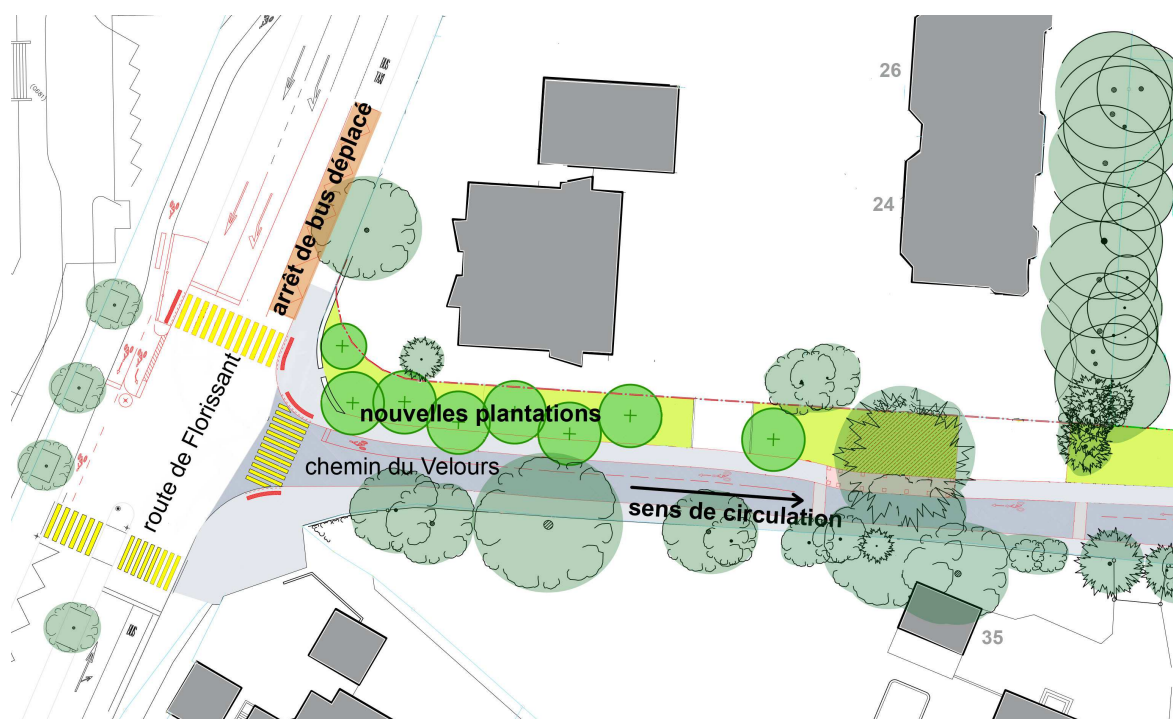 26
24
arrêt de bus déplacé
nouvelles plantations
route de Florissant
chemin du Velours
sens de circulation
35